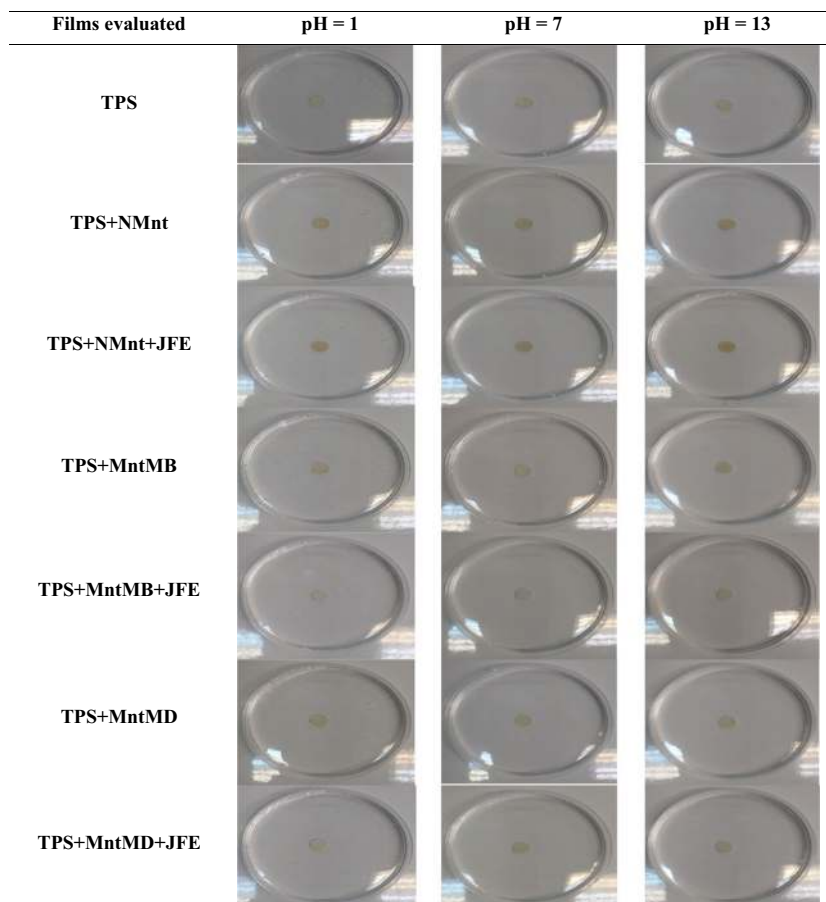 Films evaluated pH = 1 pH = 7 pH = 13
TPS
TPS+NMnt
TPS+NMnt+JFE
TPS+MntMB
TPS+MntMB+JFE
TPS+MntMD
TPS+MntMD+JFE